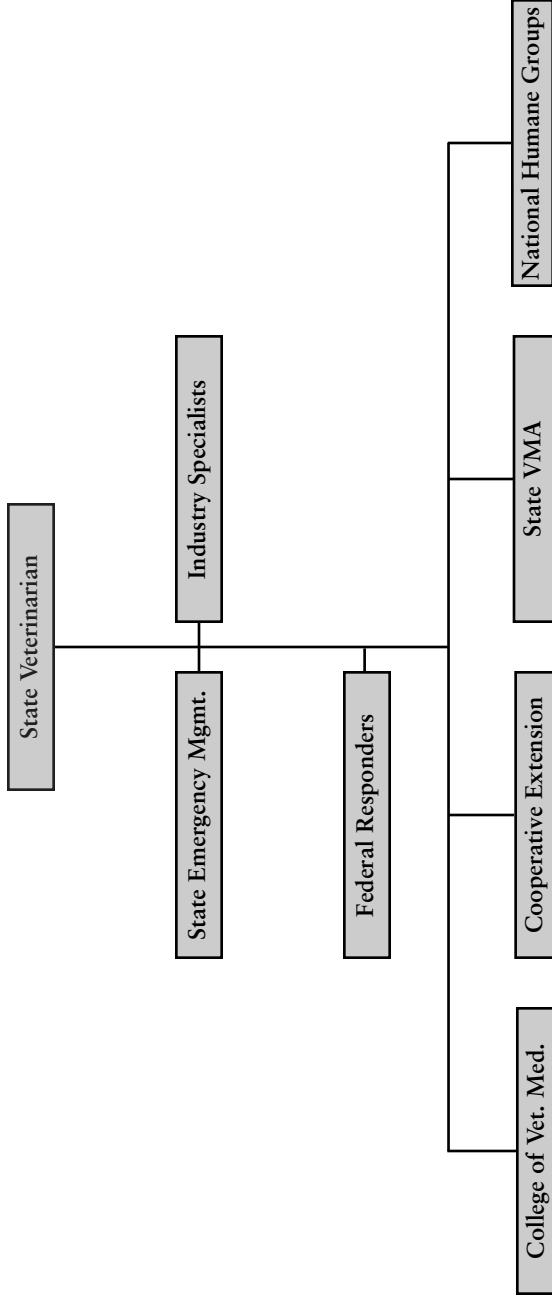 State Veterinarian
State Emergency Mgmt.
Industry Specialists
Federal Responders
College of Vet. Med.
Cooperative Extension
State VMA
National Humane Groups